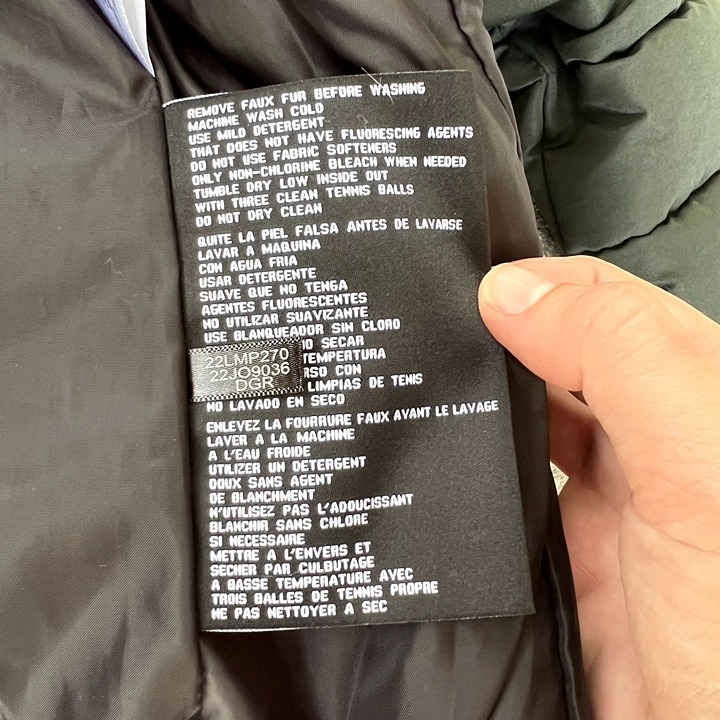 REMOVE FAUX FUR BEFORE WASHING
MACHINE WASH COLD
USE MILD DETERGENT
THAT DOES NOT HAVE FLUORESCING AGENTS
DO NOT USE FABRIC SOFTENERS
ONLY NON-CHLORINE BLEACH WHEN NEEDED
TUMBLE DRY LOW INSIDE OUT
WITH THREE CLEAN TENNIS BALLS
DO NOT DRY CLEAN
QUITE LA PIEL FALSA ANTES DE LAVARSE
LAVAR A MAQUINA
CON AGUA FRIA
USAR DETERGENTE
SUAVE QUE NO TENGA
AGENTES FLUORESCENTES
NO UTILIZAR SUAVIZANTE
USE BLANQUEADOR SIN CLORO
SECAR
TEMPERTURA
CON
LIMPIAS DE TENIS
NO LAVADO EN SECO
22LMP270
22JO9036
DGR
ENLEVEZ LA FOURRURE FAUX AVANT LE LAVAGE
LAVER A LA MACHINE
A L'EAU FROIDE
UTILIZER UN DETERGENT
DOUX SANS AGENT
DE BLANCHMENT
N'UTILISEZ PAS L'ADOUCISSANT
BLANCHIR SANS CHLORE
SI NECESSAIRE
METTRE A L'ENVERS ET
SECHER PAR CULBUTAGE
A BASSE TEMPERATURE AVEC
TROIS BALLES DE TENNIS PROPRE
NE PAS NETTOYER A SEC